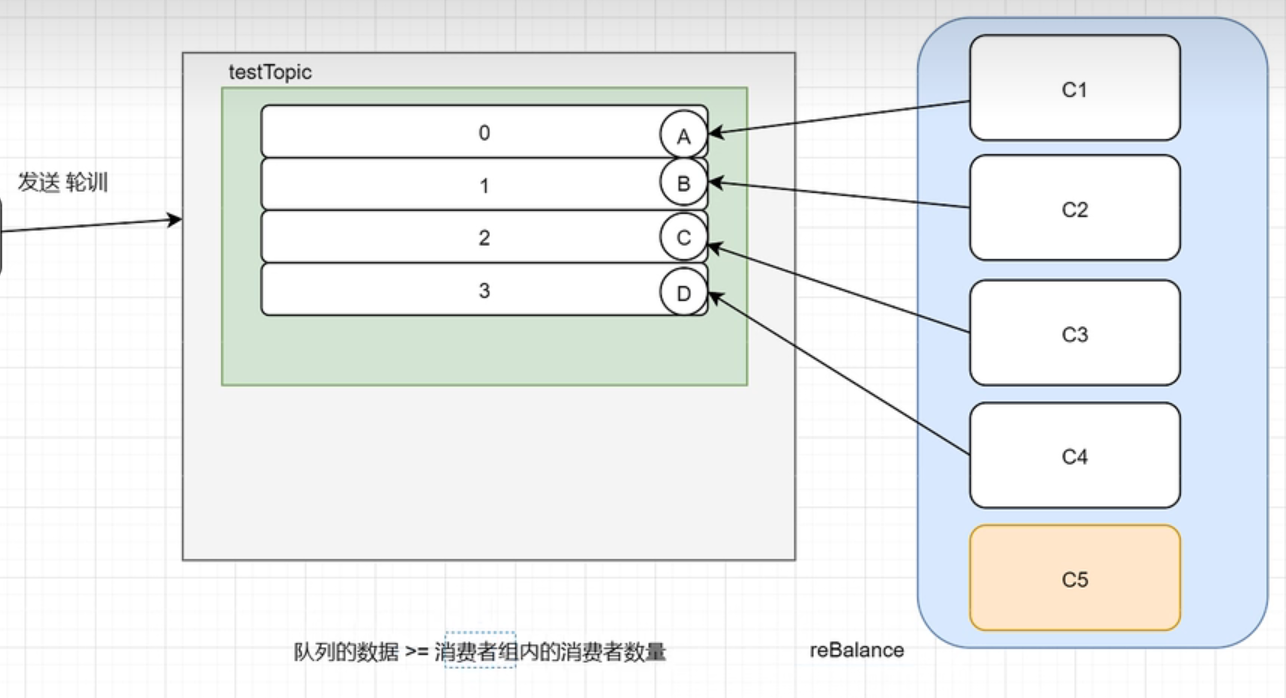 testTopic
发送 轮训
0
A
1
B
2
C
3
D
C1
C2
C3
C4
C5
队列的数据 >= 消费者组内的消费者数量
reBalance